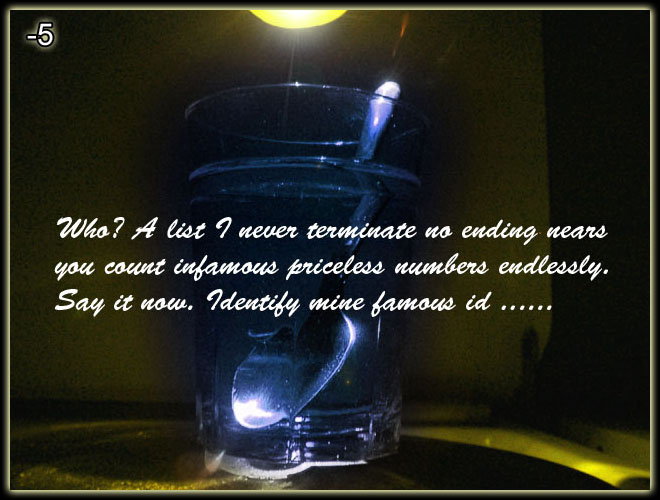 -5
Who? A list I never terminate no ending nears
you count infamous priceless numbers endlessly.
Say it now. Identify mine famous id ......